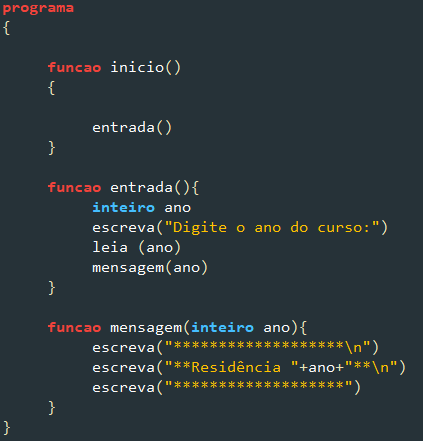 programa
{
funcao inicio()
{
entrada()
}
funcao entrada(){
inteiro ano
escreva("Digite o ano do curso:")
leia (ano)
mensagem(ano)
}
funcao mensagem(inteiro ano){
escreva("*******************\n")
escreva("**Residência "+ano+"**\n")
escreva("*******************")
}
}